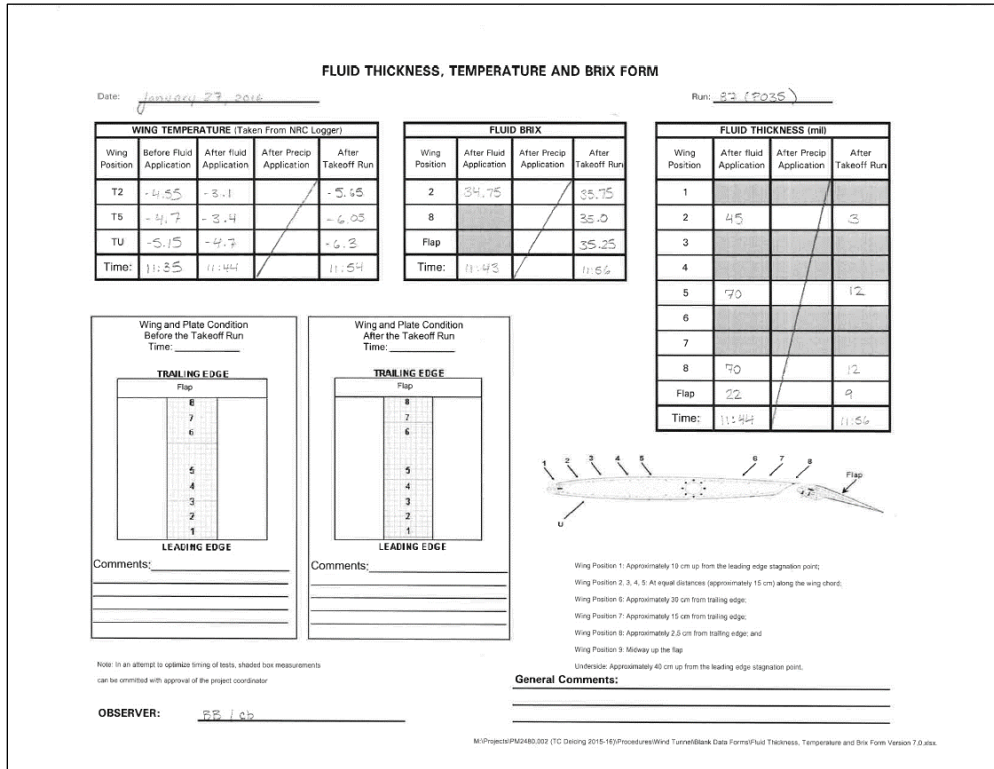 FLUID THICKNESS, TEMPERATURE AND BRIX FORM
Date: January 27, 2016 Run: 87 (P035)
WING TEMPERATURE (Taken From NRC Logger)
Wing Position Before Fluid Application After fluid Application After Precip Application After Takeoff Run
T2 -4.55 -3.1 -5.65
T5 -4.7 -3.4 -6.05
TU -5.15 -4.7 -6.3
Time: 11:35 11:44 11:54
FLUID BRIX
Wing Position After Fluid Application After Precip Application After Takeoff Run
2 34.75 35.75
8 35.0
Flap 35.25
Time: 11:43 11:56
FLUID THICKNESS (mil)
Wing Position After fluid Application After Precip Application After Takeoff Run
1
2 45 3
3
4
5 70 12
6
7
8 70 12
Flap 22 9
Time: 11:44 11:56
Wing and Plate Condition
Before the Takeoff Run
Time:
TRAILING EDGE
Flap
8
7
6
5
4
3
2
1
LEADING EDGE
Comments:
Wing and Plate Condition
After the Takeoff Run
Time:
TRAILING EDGE
Flap
8
7
6
5
4
3
2
1
LEADING EDGE
Comments:
1 2 3 4 5 6 7 8 Flap
U
Wing Position 1: Approximately 10 cm up from the leading edge stagnation point;
Wing Position 2, 3, 4, 5: At equal distances (approximately 15 cm) along the wing chord;
Wing Position 6: Approximately 30 cm from trailing edge;
Wing Position 7: Approximately 15 cm from trailing edge;
Wing Position 8: Approximately 2.5 cm from trailing edge; and
Wing Position 9: Midway up the flap
Underside: Approximately 40 cm up from the leading edge stagnation point.
Note: In an attempt to optimize timing of tests, shaded box measurements
can be ommitted with approval of the project coordinator
General Comments:
OBSERVER: BB / cb
M:\Projects\PM2480.002 (TC Deicing 2015-16)\Procedures\Wind Tunnel\Blank Data Forms\Fluid Thickness, Temperature and Brix Form Version 7.0.xlsx